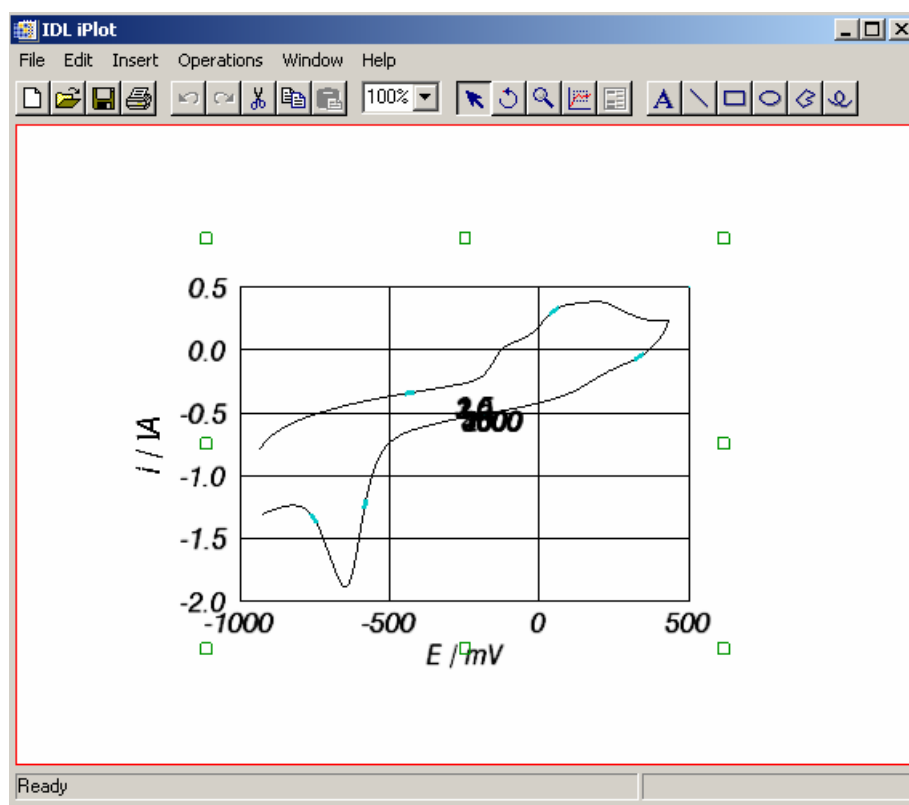 IDL iPlot
File Edit Insert Operations Window Help
100%
A
0.5
0.0
-0.5
-1.0
-1.5
-2.0
i / A
-1000 -500 0 500
E / mV
Ready